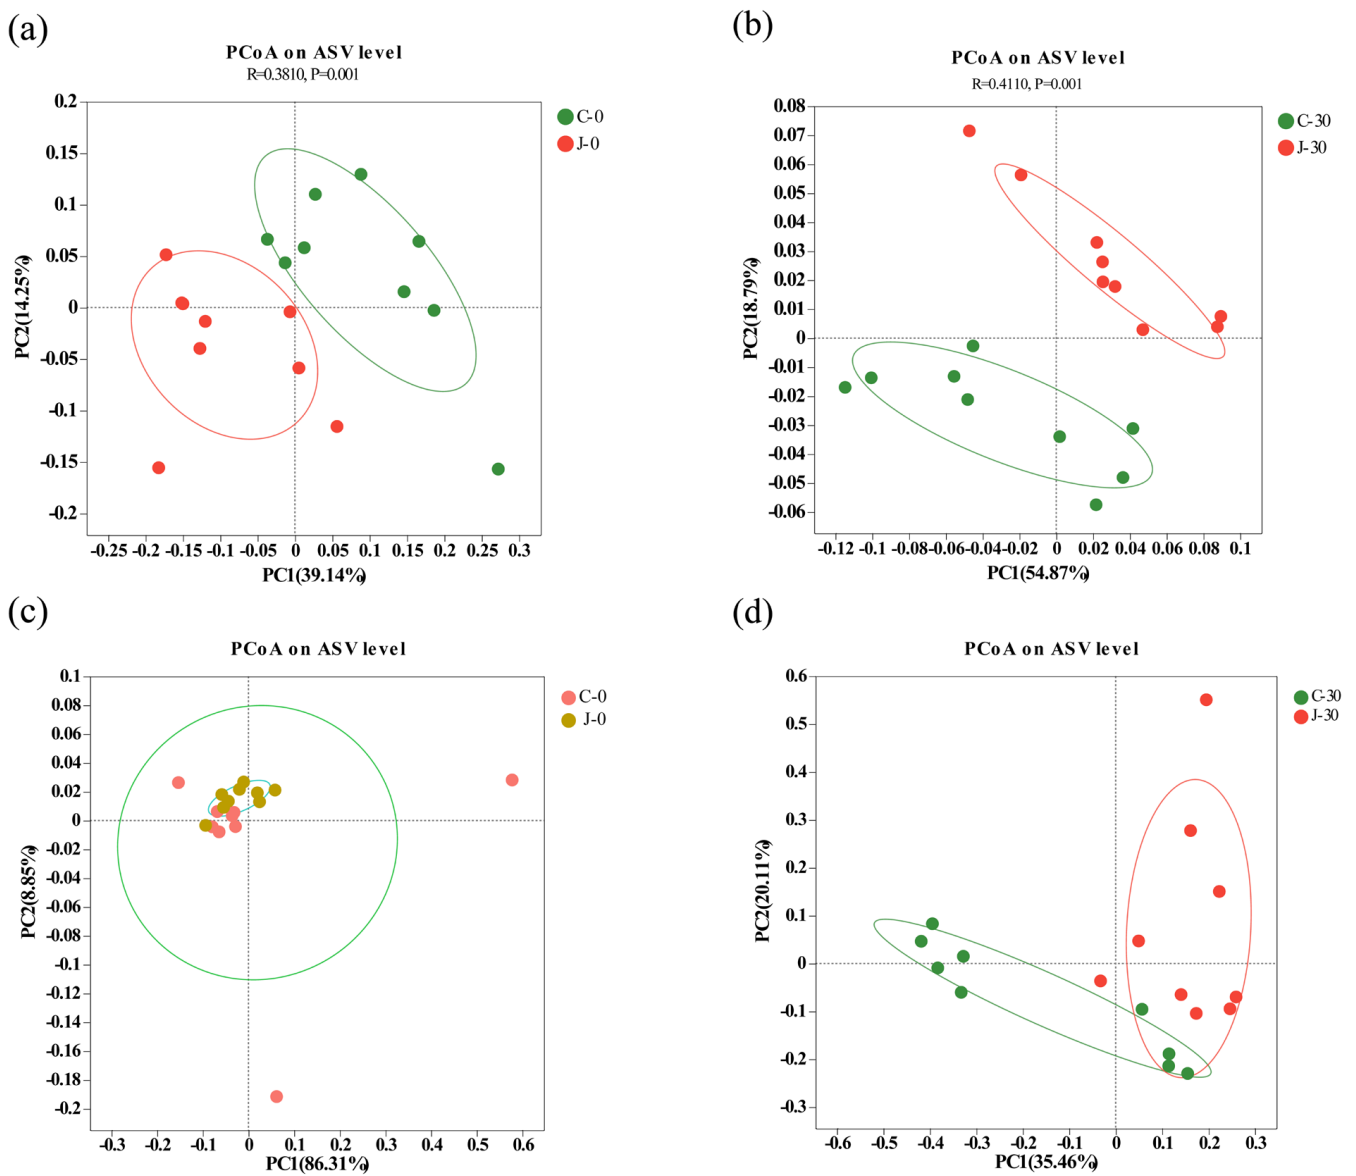 (a)
PCoA on ASV level
R=0.3810, P=0.001
C-0
J-0
0.2
0.15
0.1
0.05
0
-0.05
-0.1
-0.15
-0.2
PC2(14.25%)
-0.25 -0.2 -0.15 -0.1 -0.05 0 0.05 0.1 0.15 0.2 0.25 0.3
PC1(39.14%)
(b)
PCoA on ASV level
R=0.4110, P=0.001
C-30
J-30
0.08
0.07
0.06
0.05
0.04
0.03
0.02
0.01
0
-0.01
-0.02
-0.03
-0.04
-0.05
-0.06
PC2(18.79%)
-0.12 -0.1 -0.08 -0.06 -0.04 -0.02 0 0.02 0.04 0.06 0.08 0.1
PC1(54.87%)
(c)
PCoA on ASV level
C-0
J-0
0.1
0.08
0.06
0.04
0.02
0
-0.02
-0.04
-0.06
-0.08
-0.1
-0.12
-0.14
-0.16
-0.18
-0.2
PC2(8.85%)
-0.3 -0.2 -0.1 0 0.1 0.2 0.3 0.4 0.5 0.6
PC1(86.31%)
(d)
PCoA on ASV level
C-30
J-30
0.6
0.5
0.4
0.3
0.2
0.1
0
-0.1
-0.2
-0.3
PC2(20.11%)
-0.6 -0.5 -0.4 -0.3 -0.2 -0.1 0 0.1 0.2 0.3
PC1(35.46%)